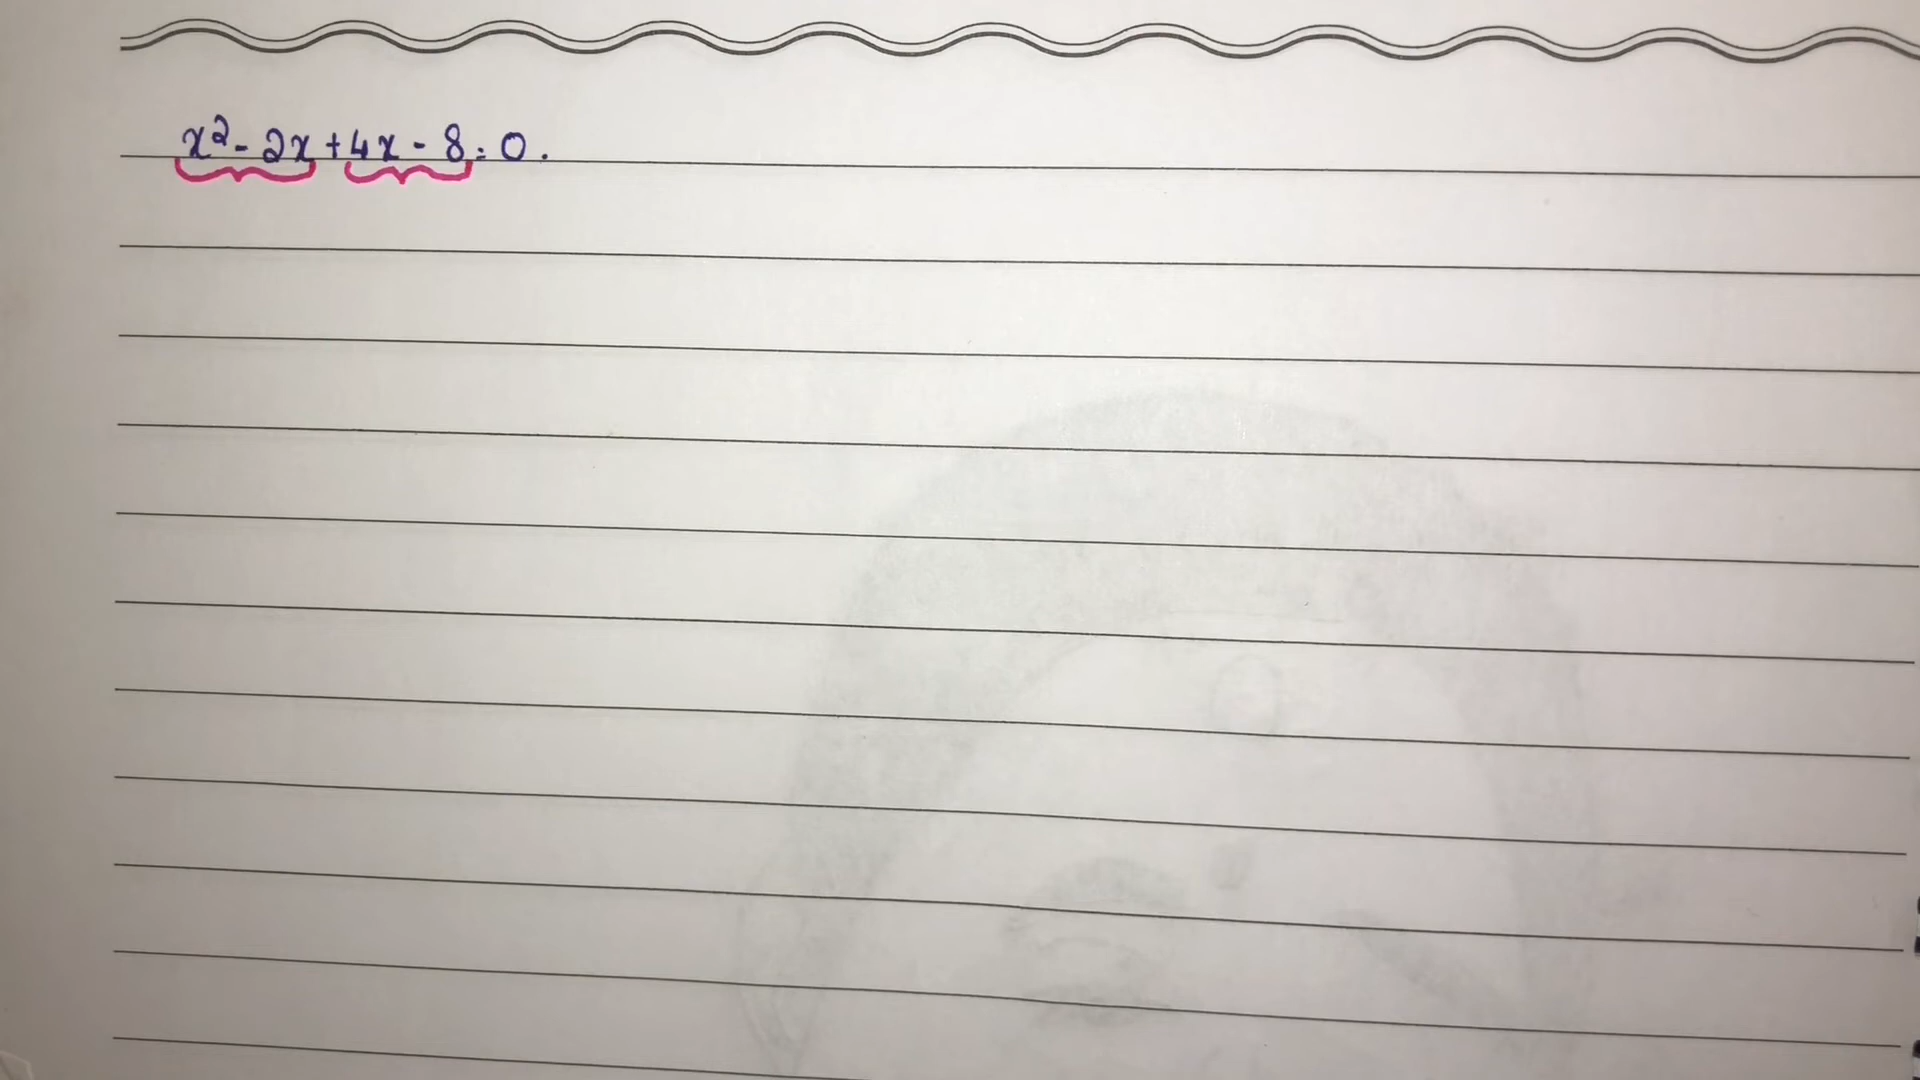 x² - 2x + 4x - 8 = 0.